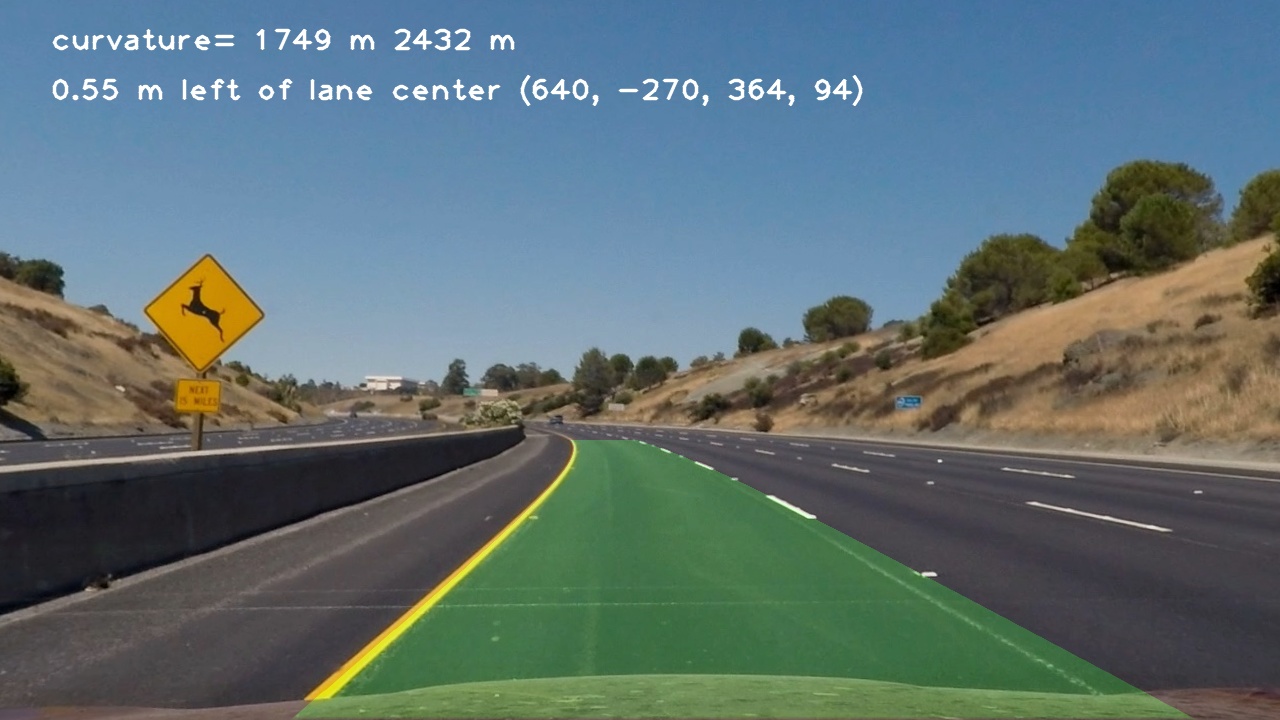 curvature= 1749 m 2432 m
0.55 m left of lane center (640, -270, 364, 94)
NEXT
15 MILES